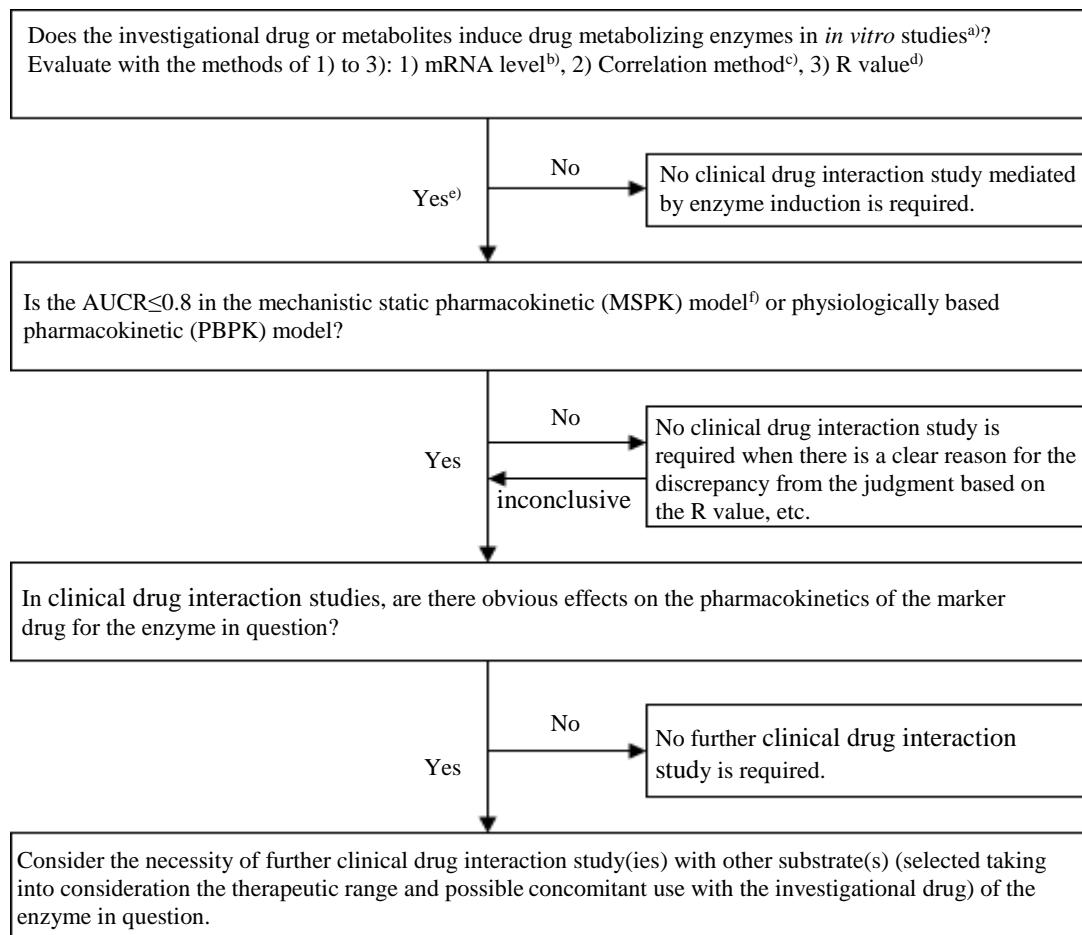 Does the investigational drug or metabolites induce drug metabolizing enzymes in in vitro studiesa)?
Evaluate with the methods of 1) to 3): 1) mRNA levelb), 2) Correlation methodc), 3) R valued)
No
No clinical drug interaction study mediated
by enzyme induction is required.
Yese)
Is the AUCR≤0.8 in the mechanistic static pharmacokinetic (MSPK) modelf) or physiologically based
pharmacokinetic (PBPK) model?
No
No clinical drug interaction study is
required when there is a clear reason for the
discrepancy from the judgment based on
the R value, etc.
Yes
inconclusive
In clinical drug interaction studies, are there obvious effects on the pharmacokinetics of the marker
drug for the enzyme in question?
No
No further clinical drug interaction
study is required.
Yes
Consider the necessity of further clinical drug interaction study(ies) with other substrate(s) (selected taking
into consideration the therapeutic range and possible concomitant use with the investigational drug) of the
enzyme in question.